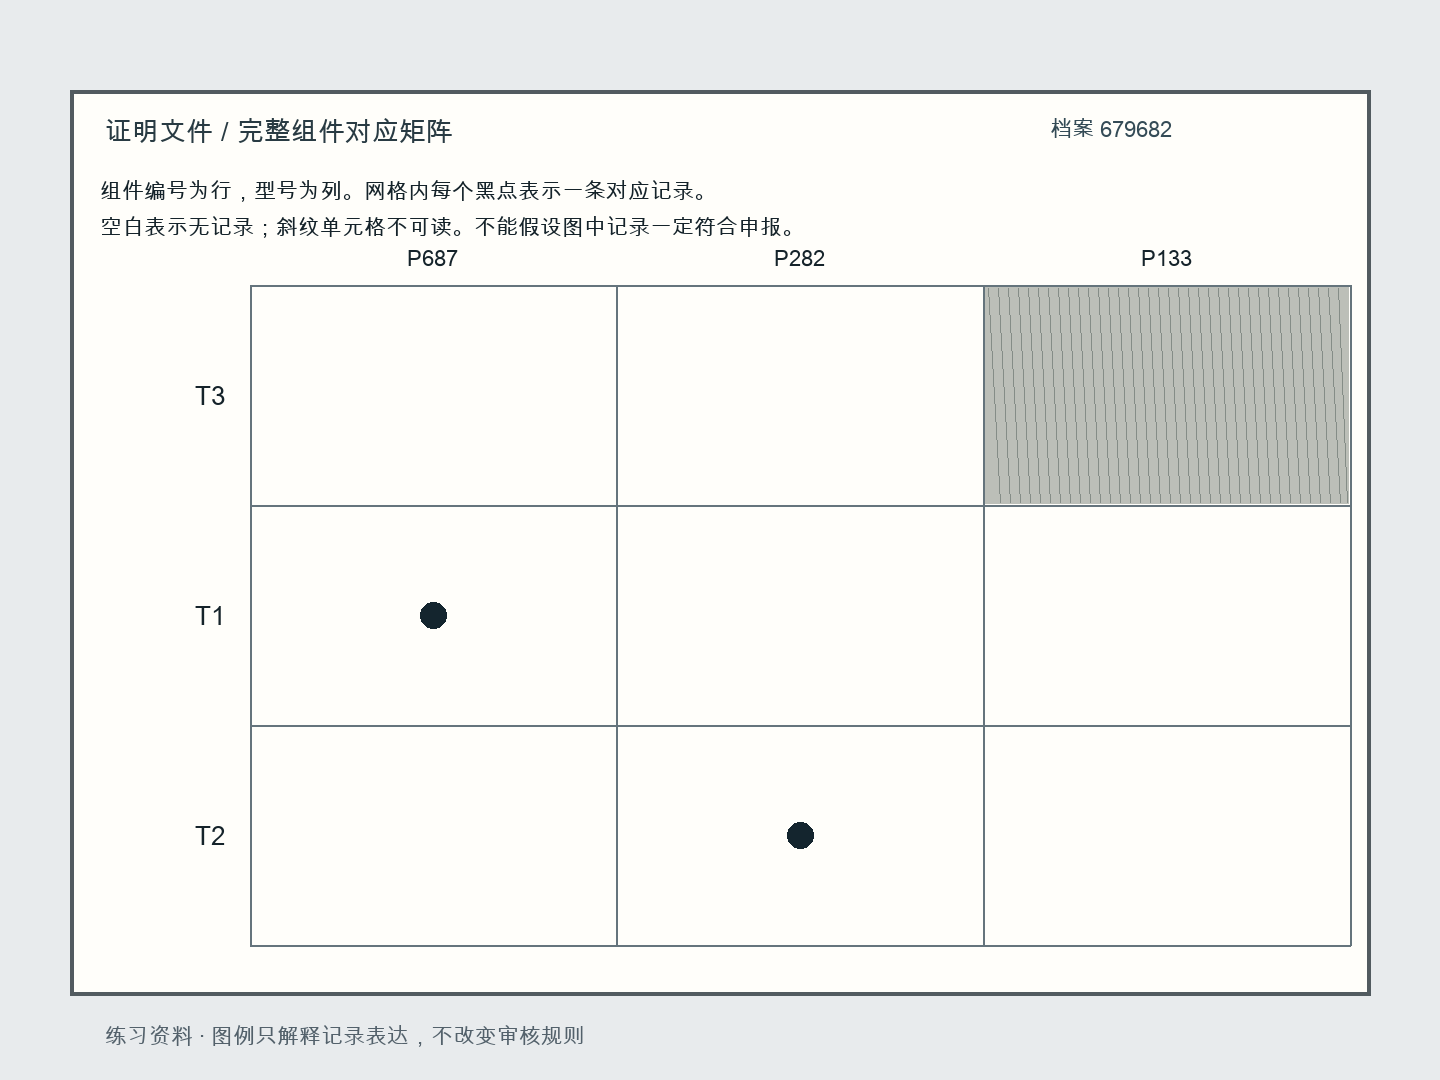 证明文件 / 完整组件对应矩阵
档案 679682
组件编号为行，型号为列。网格内每个黑点表示一条对应记录。
空白表示无记录；斜纹单元格不可读。不能假设图中记录一定符合申报。
P687 P282 P133
T3
T1
T2
练习资料 · 图例只解释记录表达，不改变审核规则